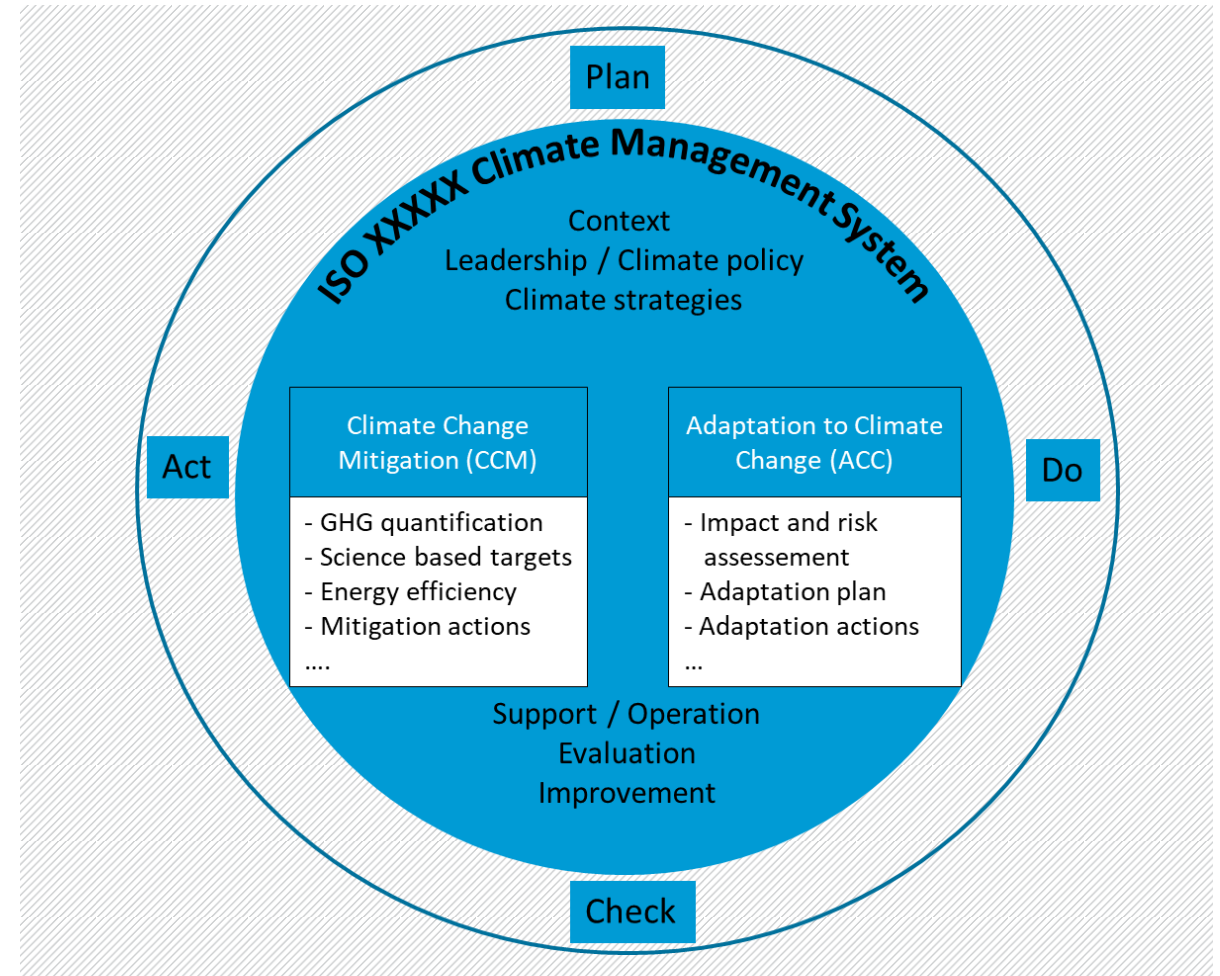 Plan
ISO XXXXX Climate Management System
Context
Leadership / Climate policy
Climate strategies
Climate Change
Mitigation (CCM)
- GHG quantification
- Science based targets
- Energy efficiency
- Mitigation actions
....
Adaptation to Climate
Change (ACC)
- Impact and risk
assessement
- Adaptation plan
- Adaptation actions
...
Act
Do
Support / Operation
Evaluation
Improvement
Check